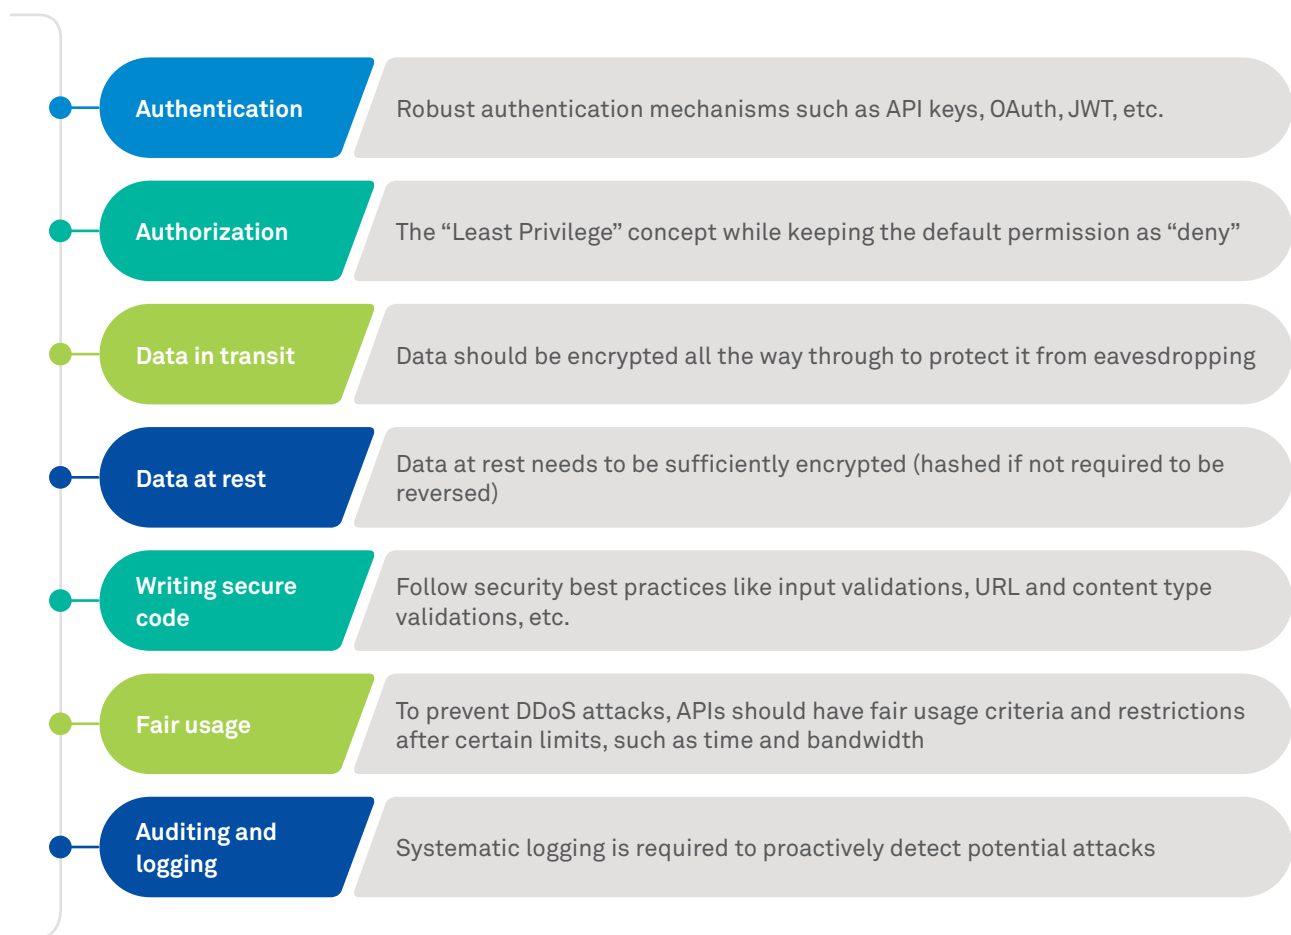 Authentication
Robust authentication mechanisms such as API keys, OAuth, JWT, etc.
Authorization
The “Least Privilege” concept while keeping the default permission as “deny”
Data in transit
Data should be encrypted all the way through to protect it from eavesdropping
Data at rest
Data at rest needs to be sufficiently encrypted (hashed if not required to be
reversed)
Writing secure
code
Follow security best practices like input validations, URL and content type
validations, etc.
Fair usage
To prevent DDoS attacks, APIs should have fair usage criteria and restrictions
after certain limits, such as time and bandwidth
Auditing and
logging
Systematic logging is required to proactively detect potential attacks